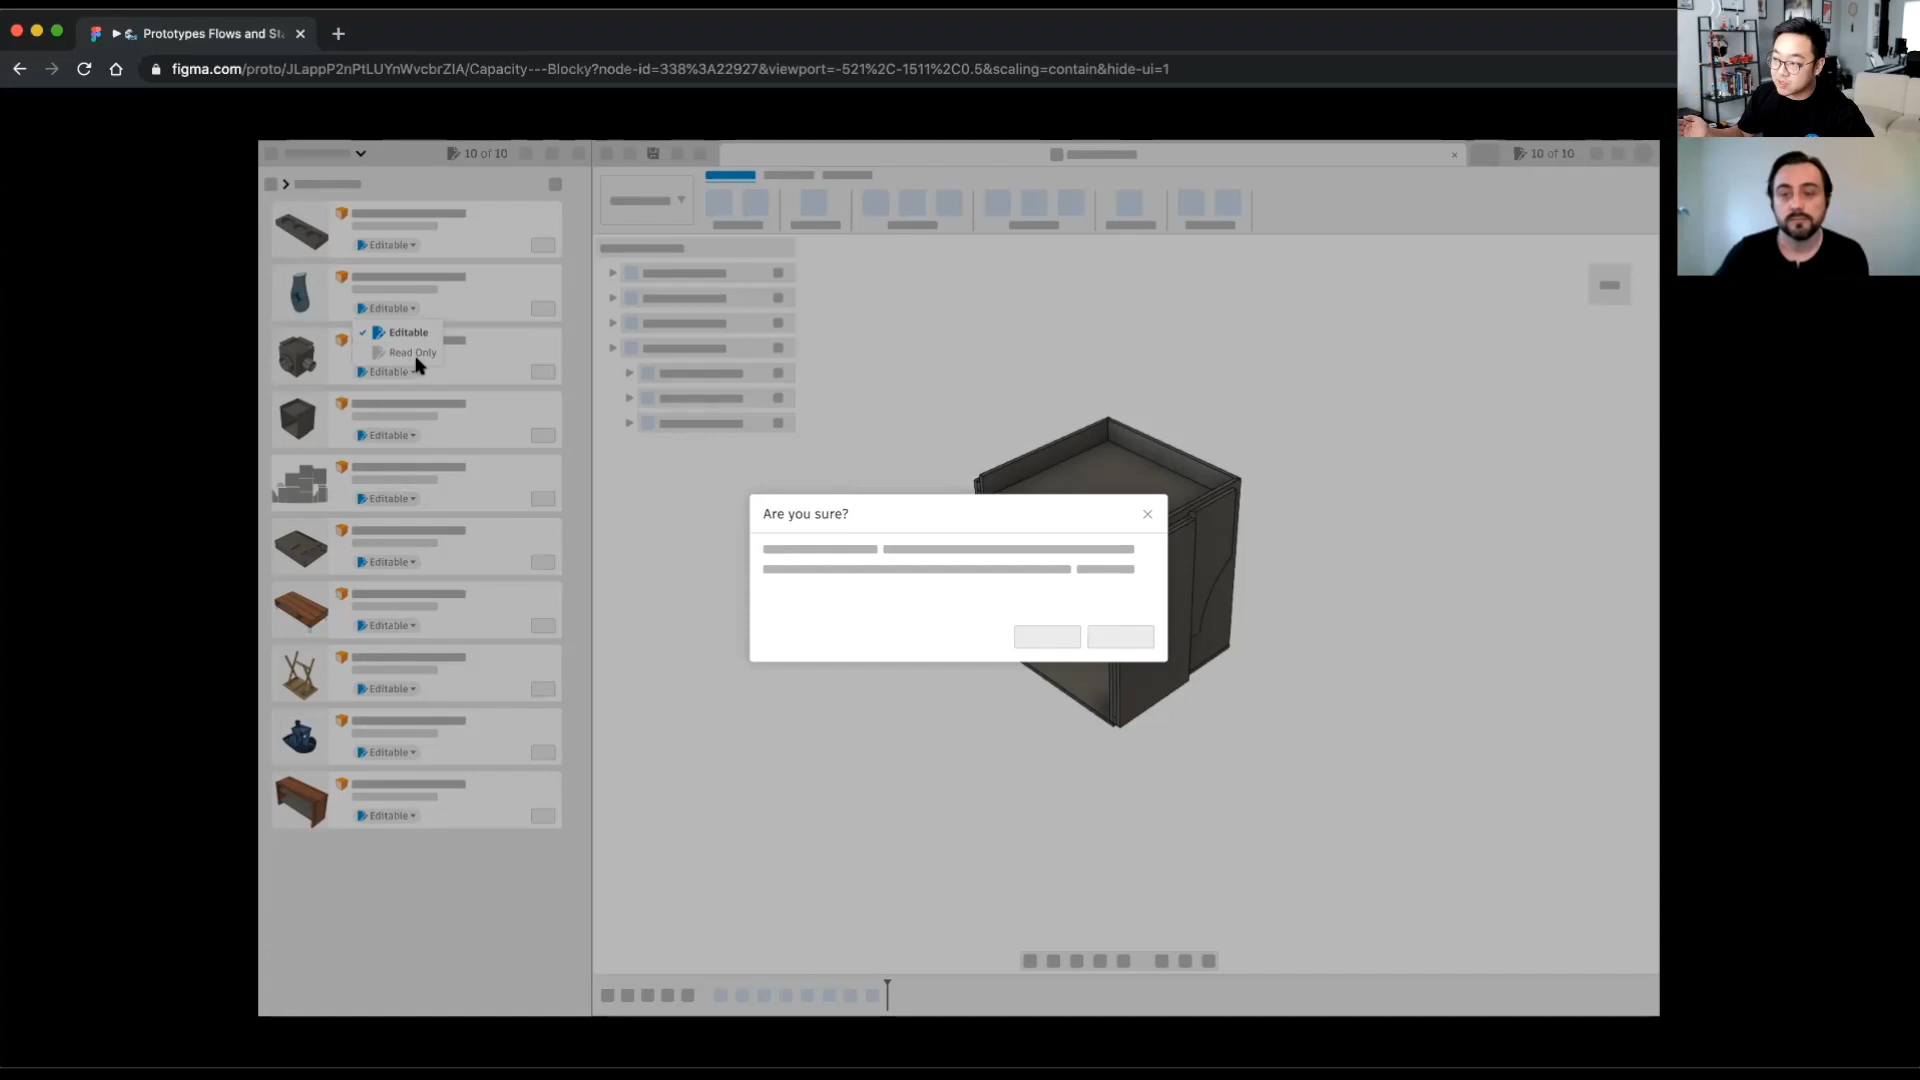 Prototypes Flows and Sta
figma.com/proto/JLappP2nPtLUYnWvcbrZIA/Capacity---Blocky?node-id=338%3A22927&viewport=-521%2C-1511%2C0.5&scaling=contain&hide-ui=1
10 of 10
10 of 10
Editable
Editable
Editable
Read Only
Editable
Editable
Editable
Editable
Editable
Editable
Editable
Editable
Are you sure?